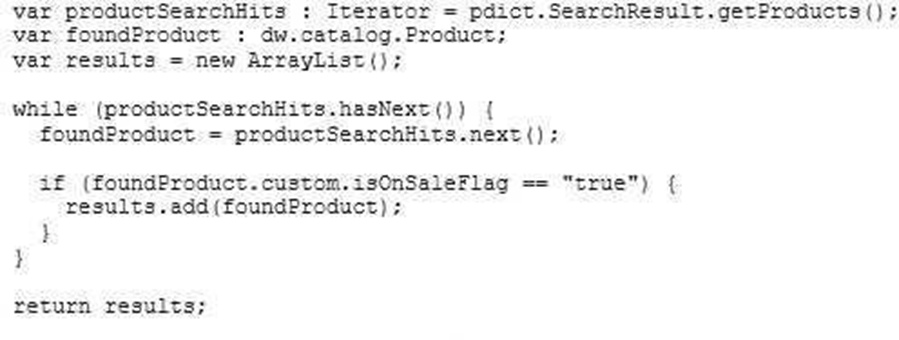 var productSearchHits : Iterator = pdict.SearchResult.getProducts();
var foundProduct : dw.catalog.Product;
var results = new ArrayList();
while (productSearchHits.hasNext()) {
foundProduct = productSearchHits.next();
if (foundProduct.custom.isOnSaleFlag == "true") {
results.add(foundProduct);
}
}
return results;